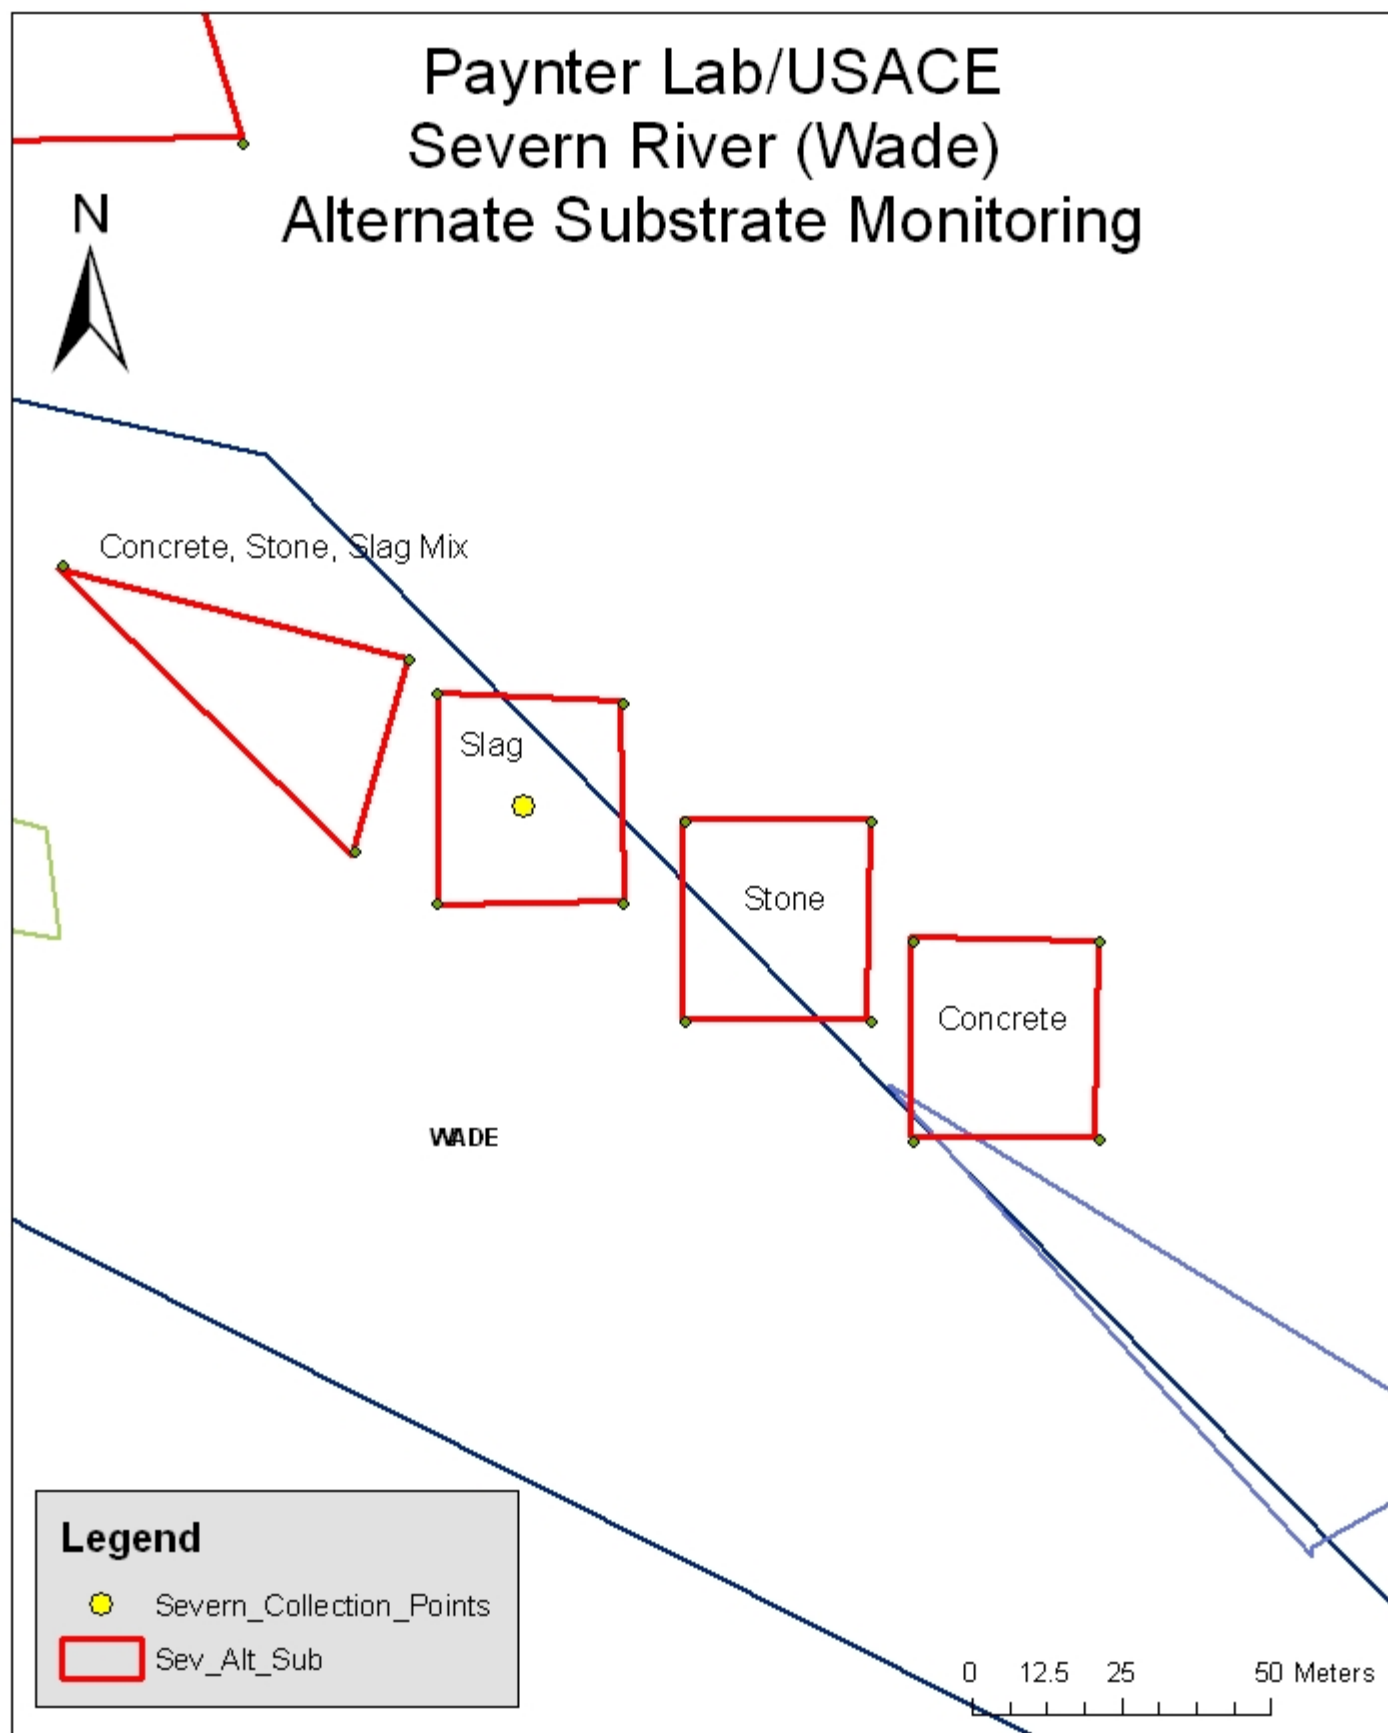 Paynter Lab/USACE
Severn River (Wade)
Alternate Substrate Monitoring
N
Concrete, Stone, Slag Mix
Slag
Stone
Concrete
WADE
Legend
Severn_Collection_Points
Sev_Alt_Sub
0 12.5 25 50 Meters